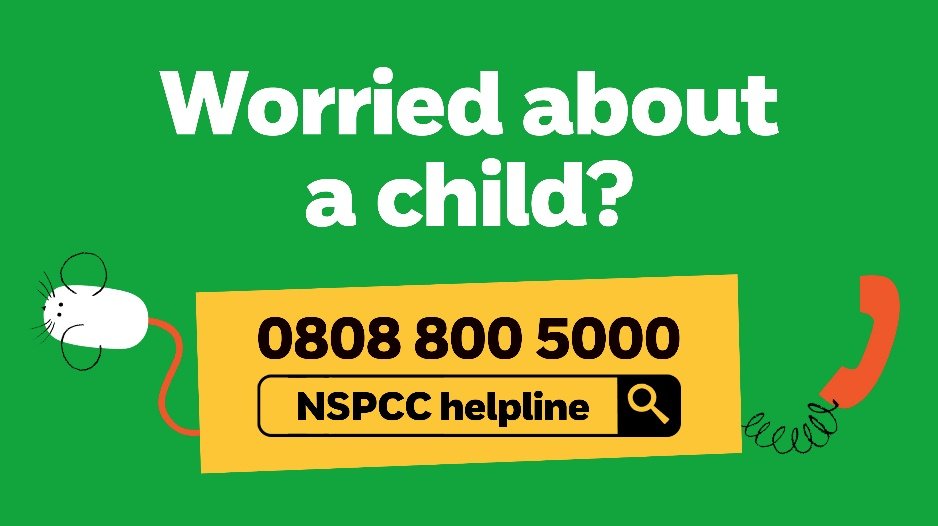 Worried about
a child?
0808 800 5000
NSPCC helpline